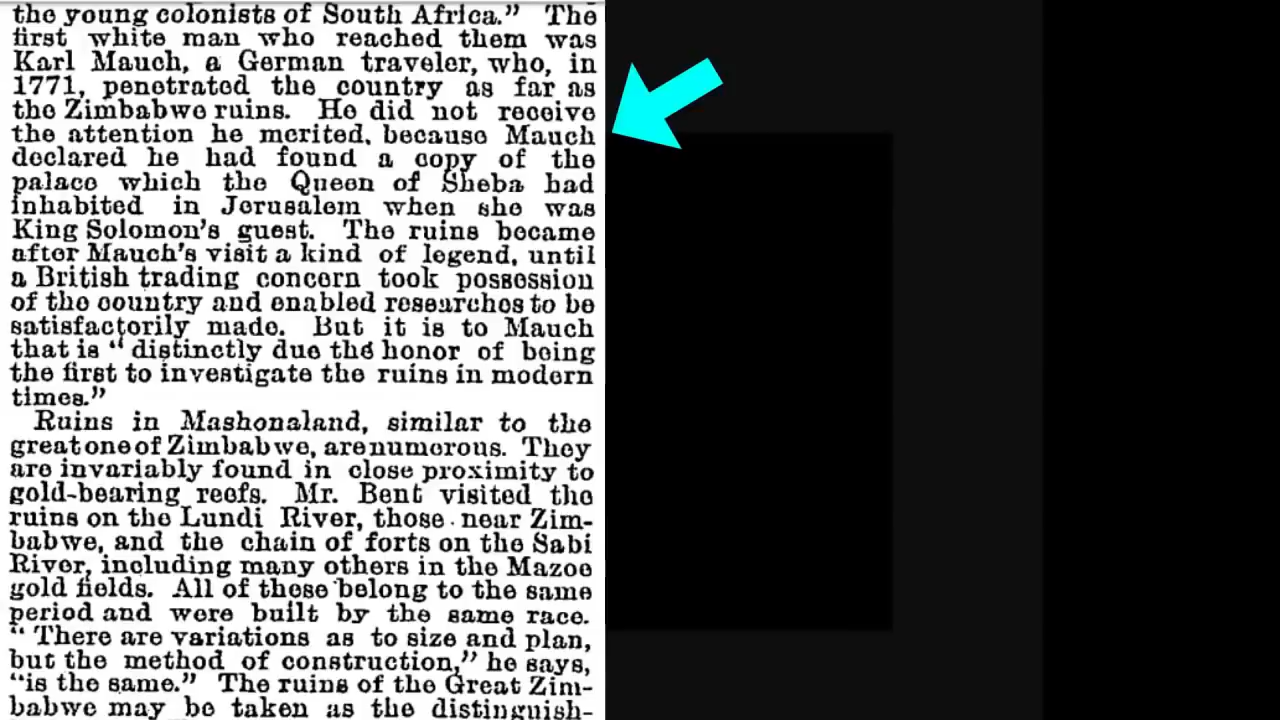 the young colonists of South Africa.” The
first white man who reached them was
Karl Mauch, a German traveler, who, in
1771, penetrated the country as far as
the Zimbabwe ruins. He did not receive
the attention he merited, because Mauch
declared he had found a copy of the
palace which the Queen of Sheba had
inhabited in Jerusalem when she was
King Solomon’s guest. The ruins became
after Mauch’s visit a kind of legend, until
a British trading concern took possession
of the country and enabled researches to be
satisfactorily made. But it is to Mauch
that is “distinctly due the honor of being
the first to investigate the ruins in modern
times.”
Ruins in Mashonaland, similar to the
great one of Zimbabwe, are numerous. They
are invariably found in close proximity to
gold-bearing reefs. Mr. Bent visited the
ruins on the Lundi River, those near Zim-
babwe, and the chain of forts on the Sabi
River, including many others in the Mazoe
gold fields. All of these belong to the same
period and were built by the same race.
“There are variations as to size and plan,
but the method of construction,” he says,
“is the same.” The ruins of the Great Zim-
babwe may be taken as the distinguish-